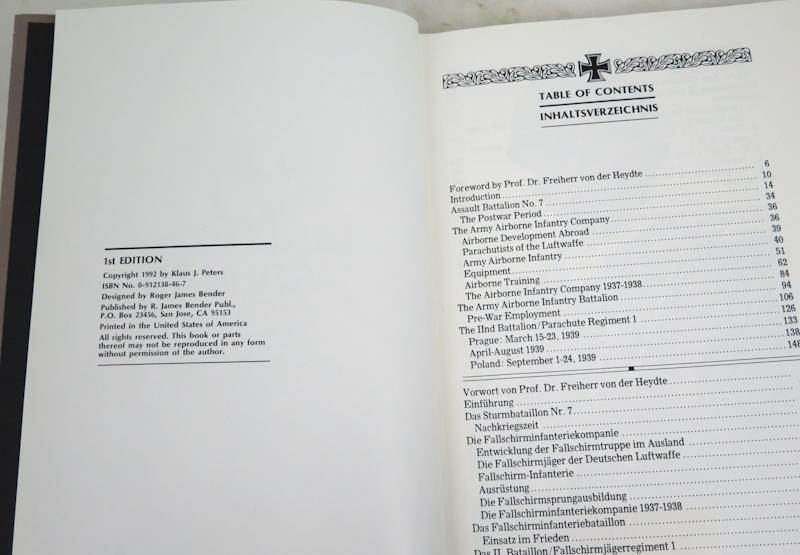 1st EDITION
Copyright 1992 by Klaus J. Peters
ISBN No. 0-912138-46-7
Designed by Roger James Bender
Published by R. James Bender Publ.,
P.O. Box 23456, San Jose, CA 95153
Printed in the United States of America
All rights reserved. This book or parts
thereof may not be reproduced in any form
without permission of the author.
TABLE OF CONTENTS
INHALTSVERZEICHNIS
Foreword by Prof. Dr. Freiherr von der Heydte 6
Introduction 10
Assault Battalion No. 7 14
The Postwar Period 34
The Army Airborne Infantry Company 36
Airborne Development Abroad 36
Parachutists of the Luftwaffe 39
Army Airborne Infantry 40
Equipment 51
Airborne Training 62
The Airborne Infantry Company 1937-1938 84
The Army Airborne Infantry Battalion 94
Pre-War Employment 106
The IInd Battalion/Parachute Regiment 1 126
Prague: March 15-23, 1939 133
April-August 1939 138
Poland: September 1-24, 1939 148
Vorwort von Prof. Dr. Freiherr von der Heydte
Einführung
Das Sturmbataillon Nr. 7
Nachkriegszeit
Die Fallschirminfanteriekompanie
Entwicklung der Fallschirmtruppe im Ausland
Die Fallschirmjäger der Deutschen Luftwaffe
Fallschirm-Infanterie
Ausrüstung
Die Fallschirmsprungausbildung
Die Fallschirminfanteriekompanie 1937-1938
Das Fallschirminfanteriebataillon
Einsatz im Frieden
Das II. Bataillon/Fallschirmjägerregiment 1